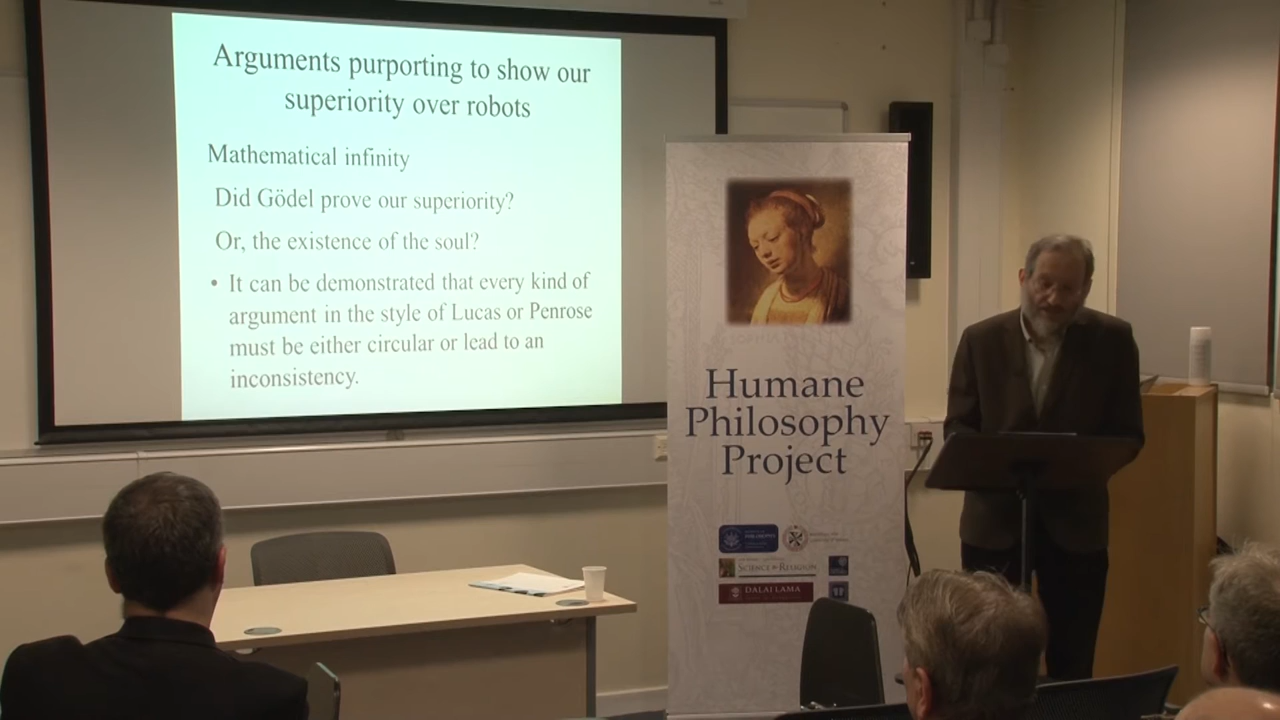 Arguments purporting to show our
superiority over robots
Mathematical infinity
Did Gödel prove our superiority?
Or, the existence of the soul?
• It can be demonstrated that every kind of
argument in the style of Lucas or Penrose
must be either circular or lead to an
inconsistency.
Humane
Philosophy
Project
PHILOSOPHY
SCIENCE & RELIGION
DALAI LAMA